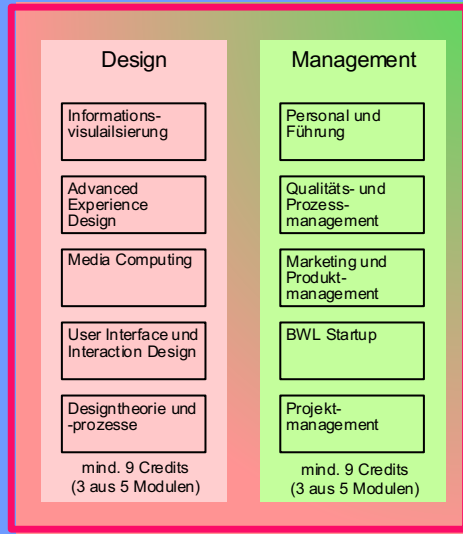 Design
Informations-
visulailsierung
Advanced
Experience
Design
Media Computing
User Interface und
Interaction Design
Designtheorie und
-prozesse
mind. 9 Credits
(3 aus 5 Modulen)
Management
Personal und
Führung
Qualitäts- und
Prozess-
management
Marketing und
Produkt-
management
BWL Startup
Projekt-
management
mind. 9 Credits
(3 aus 5 Modulen)